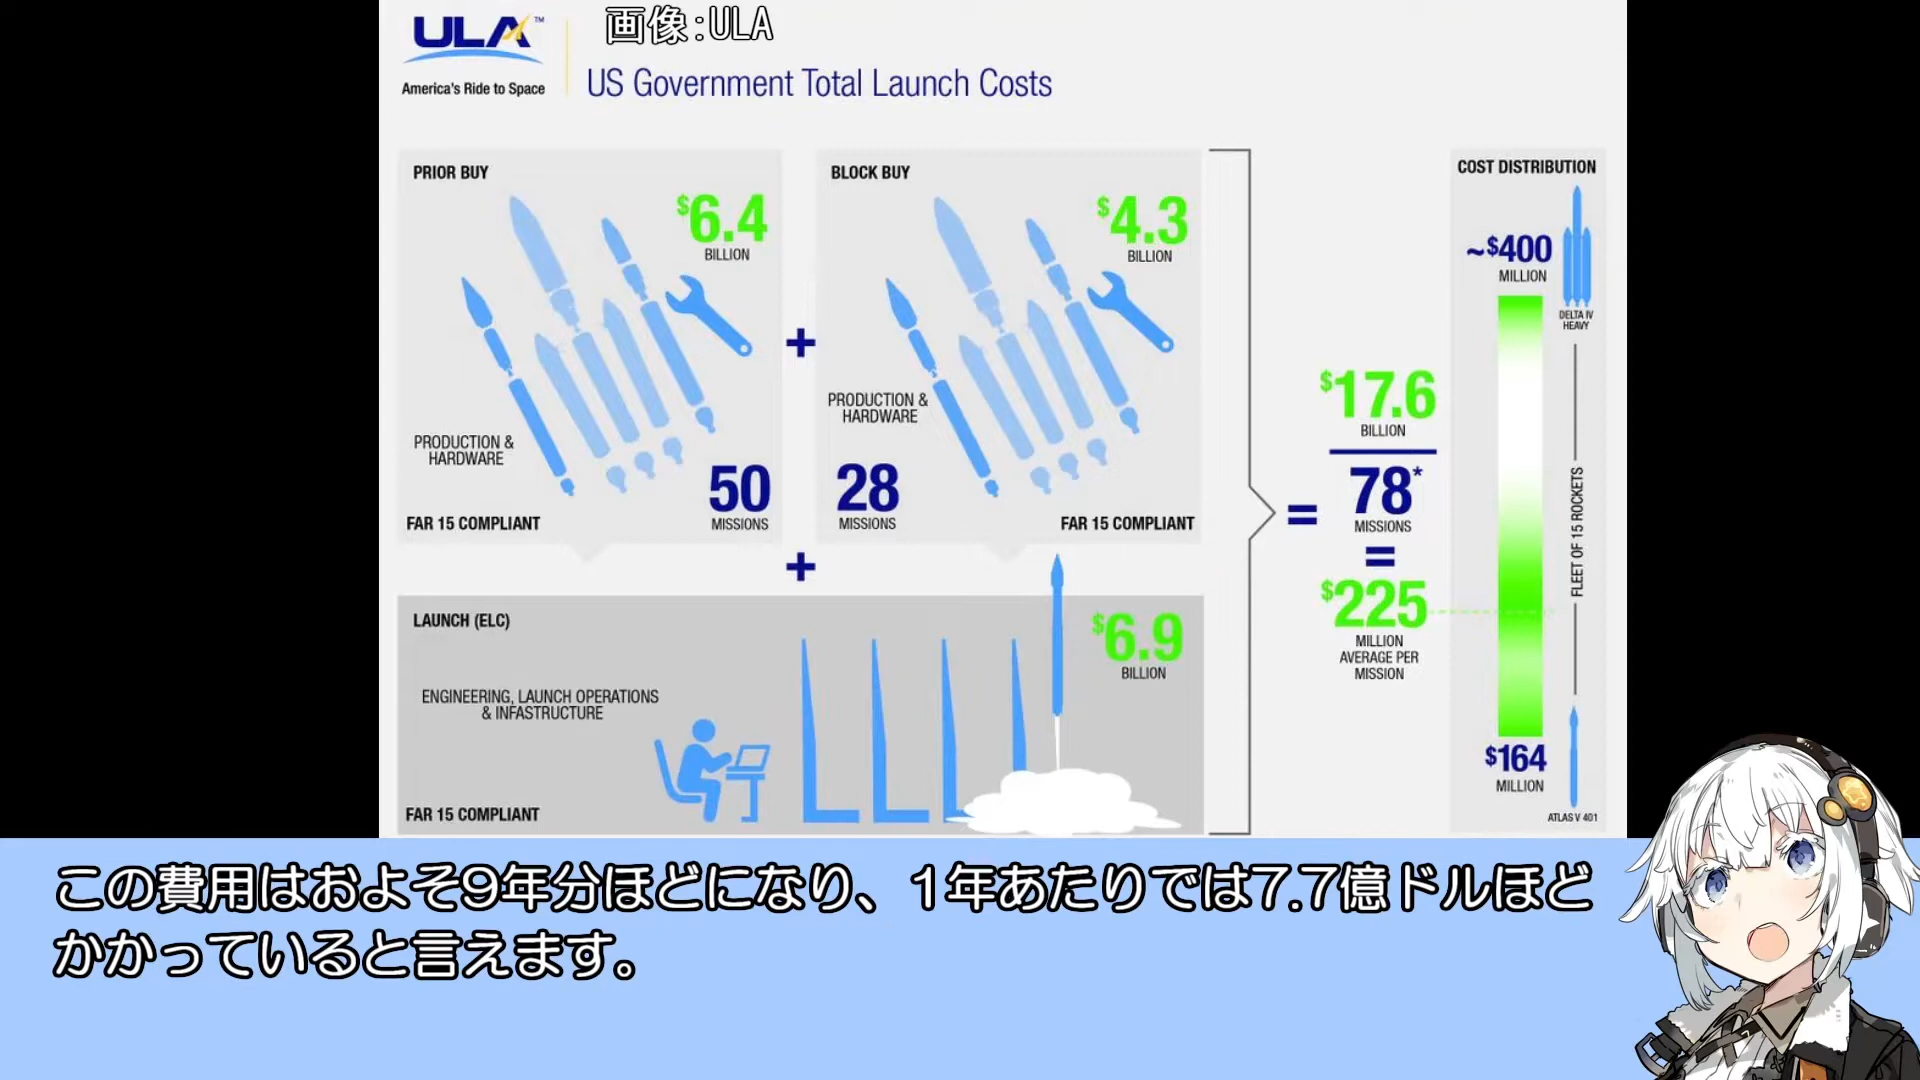 ULA™
America's Ride to Space
画像:ULA
US Government Total Launch Costs
PRIOR BUY
$6.4
BILLION
PRODUCTION &
HARDWARE
50
MISSIONS
FAR 15 COMPLIANT
+
BLOCK BUY
$4.3
BILLION
PRODUCTION &
HARDWARE
28
MISSIONS
FAR 15 COMPLIANT
+
LAUNCH (ELC)
$6.9
BILLION
ENGINEERING, LAUNCH OPERATIONS
& INFASTRUCTURE
FAR 15 COMPLIANT
=
$17.6
BILLION
78*
MISSIONS
=
$225
MILLION
AVERAGE PER
MISSION
COST DISTRIBUTION
~$400
MILLION
DELTA IV
HEAVY
FLEET OF 15 ROCKETS
$164
MILLION
ATLAS V 401
この費用はおよそ9年分ほどになり、1年あたりでは7.7億ドルほど
かかっていると言えます。